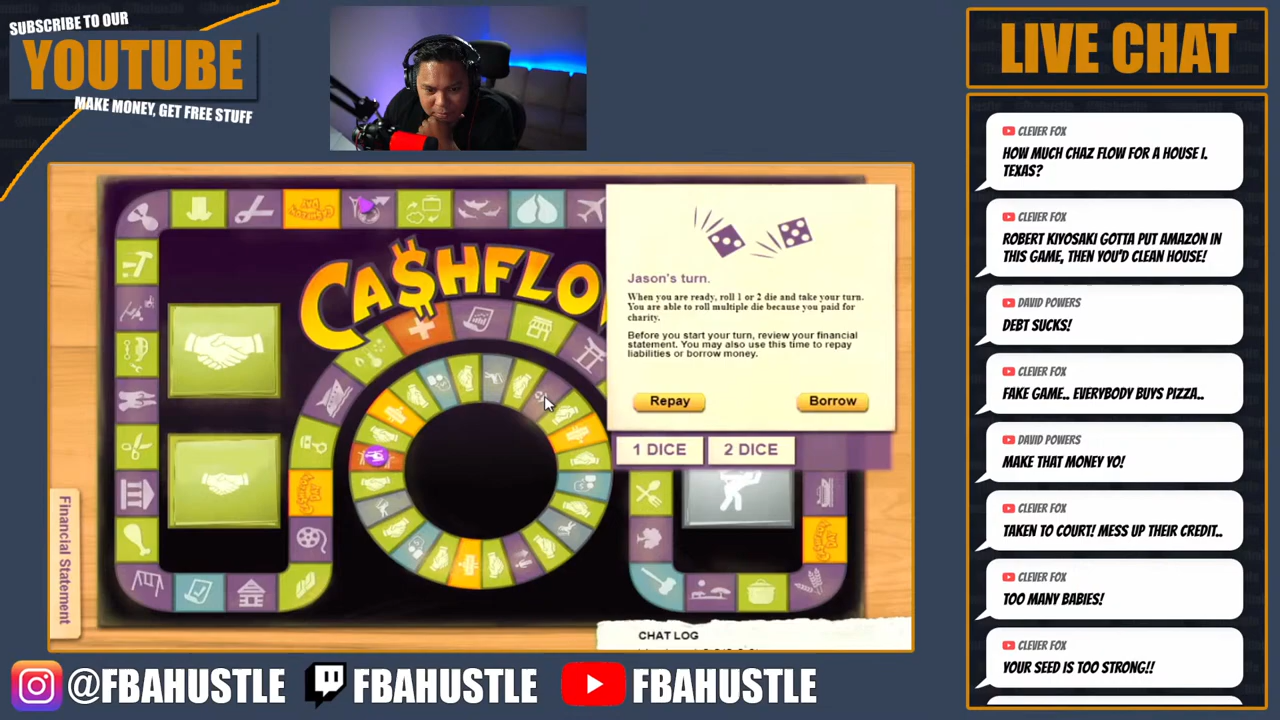 SUBSCRIBE TO OUR
YOUTUBE
MAKE MONEY, GET FREE STUFF
CA$HFLO
Jason's turn.
When you are ready, roll 1 or 2 die and take your turn.
You are able to roll multiple die because you paid for
charity.
Before you start your turn, review your financial
statement. You may also use this time to repay
liabilities or borrow money.
Repay
Borrow
1 DICE
2 DICE
Financial Statement
CHAT LOG
@FBAHUSTLE
FBAHUSTLE
FBAHUSTLE
LIVE CHAT
CLEVER FOX
HOW MUCH CHAZ FLOW FOR A HOUSE I.
TEXAS?
CLEVER FOX
ROBERT KIYOSAKI GOTTA PUT AMAZON IN
THIS GAME, THEN YOU'D CLEAN HOUSE!
DAVID POWERS
DEBT SUCKS!
CLEVER FOX
FAKE GAME.. EVERYBODY BUYS PIZZA..
DAVID POWERS
MAKE THAT MONEY YO!
CLEVER FOX
TAKEN TO COURT! MESS UP THEIR CREDIT..
CLEVER FOX
TOO MANY BABIES!
CLEVER FOX
YOUR SEED IS TOO STRONG!!